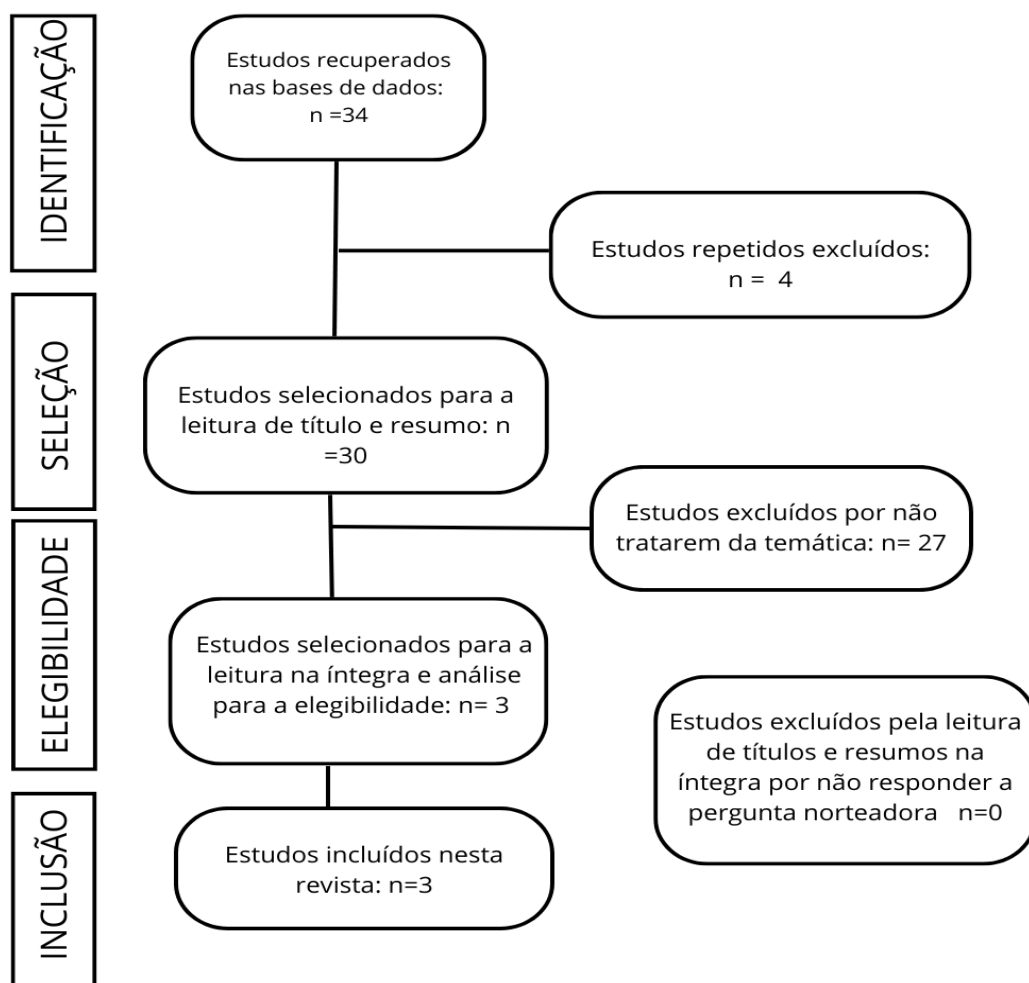 IDENTIFICAÇÃO
Estudos recuperados
nas bases de dados:
n =34
Estudos repetidos excluídos:
n = 4
SELEÇÃO
Estudos selecionados para a
leitura de título e resumo: n
=30
Estudos excluídos por não
tratarem da temática: n= 27
ELEGIBILIDADE
Estudos selecionados para a
leitura na íntegra e análise
para a elegibilidade: n= 3
Estudos excluídos pela leitura
de títulos e resumos na
íntegra por não responder a
pergunta norteadora n=0
INCLUSÃO
Estudos incluídos nesta
revista: n=3